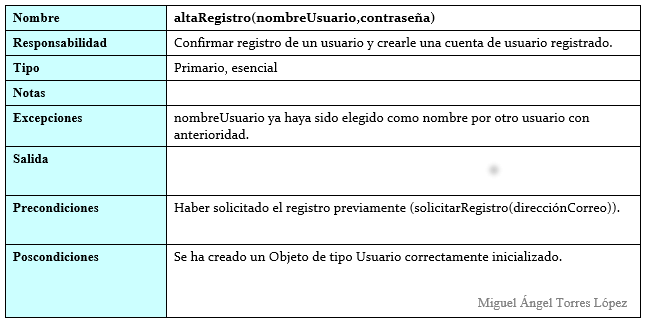 Nombre altaRegistro(nombreUsuario,contraseña)
Responsabilidad Confirmar registro de un usuario y crearle una cuenta de usuario registrado.
Tipo Primario, esencial
Notas
Excepciones nombreUsuario ya haya sido elegido como nombre por otro usuario con
anterioridad.
Salida
Precondiciones Haber solicitado el registro previamente (solicitarRegistro(direcciónCorreo)).
Poscondiciones Se ha creado un Objeto de tipo Usuario correctamente inicializado.
Miguel Ángel Torres López